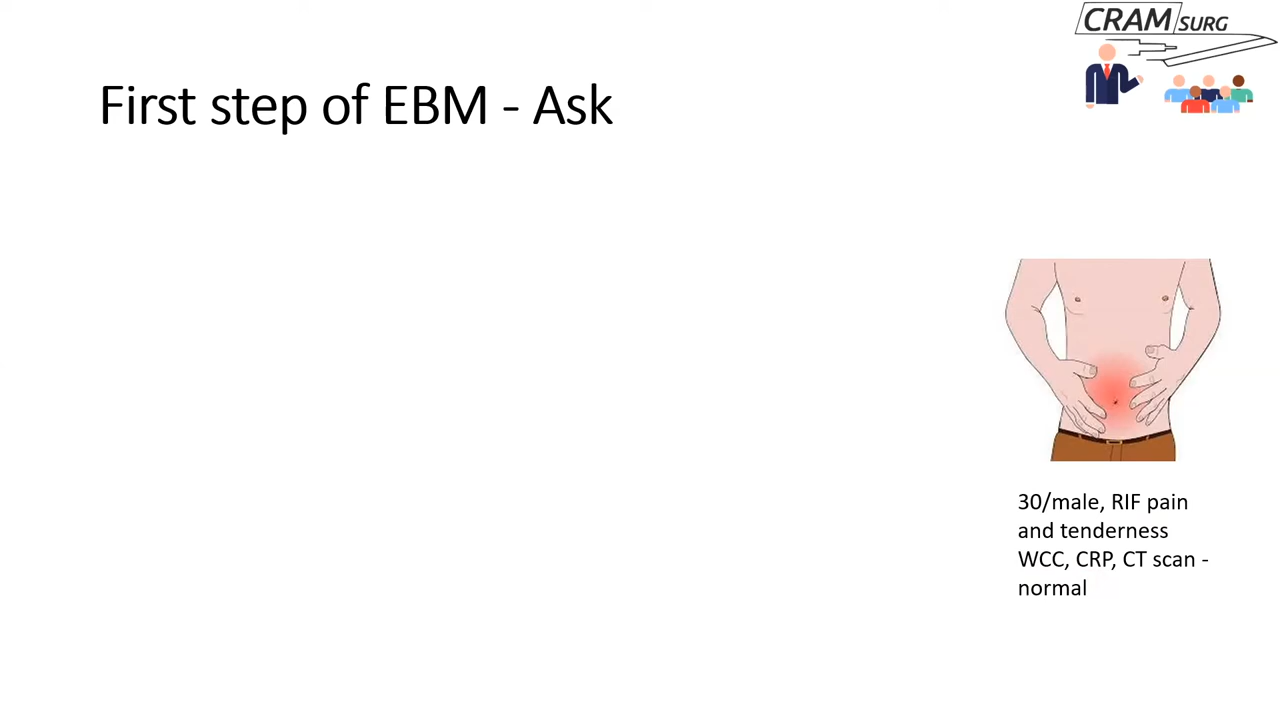 CRAM SURG
First step of EBM - Ask
30/male, RIF pain
and tenderness
WCC, CRP, CT scan -
normal